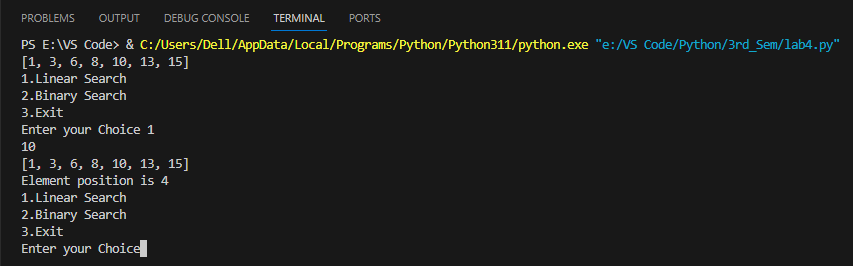 PROBLEMS OUTPUT DEBUG CONSOLE TERMINAL PORTS
PS E:\VS Code> & C:/Users/Dell/AppData/Local/Programs/Python/Python311/python.exe "e:/VS Code/Python/3rd_Sem/lab4.py"
[1, 3, 6, 8, 10, 13, 15]
1.Linear Search
2.Binary Search
3.Exit
Enter your Choice 1
10
[1, 3, 6, 8, 10, 13, 15]
Element position is 4
1.Linear Search
2.Binary Search
3.Exit
Enter your Choice